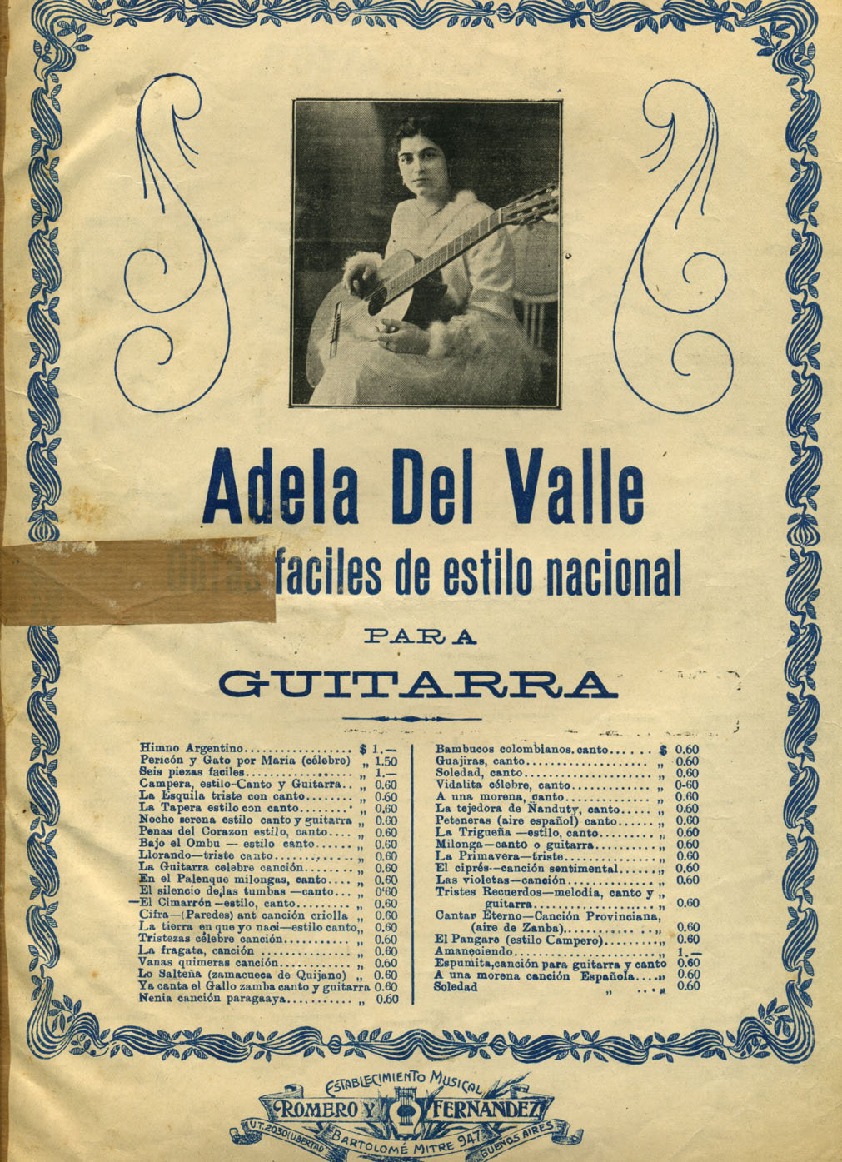 Adela Del Valle
Obras faciles de estilo nacional
PARA
GUITARRA
Himno Argentino.................. $ 1.—
Pericón y Gato por Maria (célebro) „ 1.50
Seis piezas faciles.................. „ 1.—
Campera, estilo-Canto y Guitarra.. „ 0.60
La Esquila triste con canto......... „ 0.60
La Tapera estilo con canto......... „ 0.60
Noche serena estilo canto y guitarra „ 0.60
Penas del Corazon estilo, canto.... „ 0.60
Bajo el Ombu — estilo canto...... „ 0.60
Llorando—triste canto.............. „ 0.60
La Guitarra celebre canción........ „ 0.60
En el Palenque milongas, canto.... „ 0.60
El silencio de las tumbas —canto... „ 0'60
—El Cimarrón—estilo, canto......... „ 0.60
Cifra—(Paredes) ant canción criolla „ 0.60
La tierra en que yo naci—estilo canto„ 0.60
Tristezas célebre canción........... „ 0.60
La fragata, canción ................ „ 0.60
Vanas quimeras canción............ „ 0.60
Lo Salteña (zamacueca de Quijano) „ 0.60
Ya canta el Gallo zamba canto y guitarra 0.60
Nenia canción paragaaya........... „ 0.60
Bambucos colombianos, canto...... $ 0.60
Guajiras, canto...................... „ 0.60
Soledad, canto...................... „ 0.60
Vidalita célebre, canto.............. „ 0-60
A una morena, canto............... „ 0.60
La tejedora de Nanduty, canto..... „ 0.60
Peteneras (aire español) canto...... „ 0.60
La Trigueña —estilo, canto......... „ 0.60
Milonga—canto o guitarra.......... „ 0.60
La Primavera—triste............... „ 0.60
El ciprés—canción sentimental...... „ 0.60
Las violetas—canción............... „ 0.60
Tristes Recuerdos—melodia, canto y „
guitarra...................... „ 0.60
Cantar Eterno—Canción Provinciana,
(aire de Zanba)............... „ 0.60
El Pangare (estilo Campero)......... „ 0.60
Amaneciendo........................ „ 1.—
Espumita, canción para guitarra y canto 0.60
A una morena canción Española.... „ 0.60
Soledad „ .... „ 0.60
ESTABLECIMIENTO MUSICAL
ROMERO Y FERNANDEZ
UT. 2030 (LIBERTAD BARTOLOMÉ MITRE 947 BUENOS AIRES